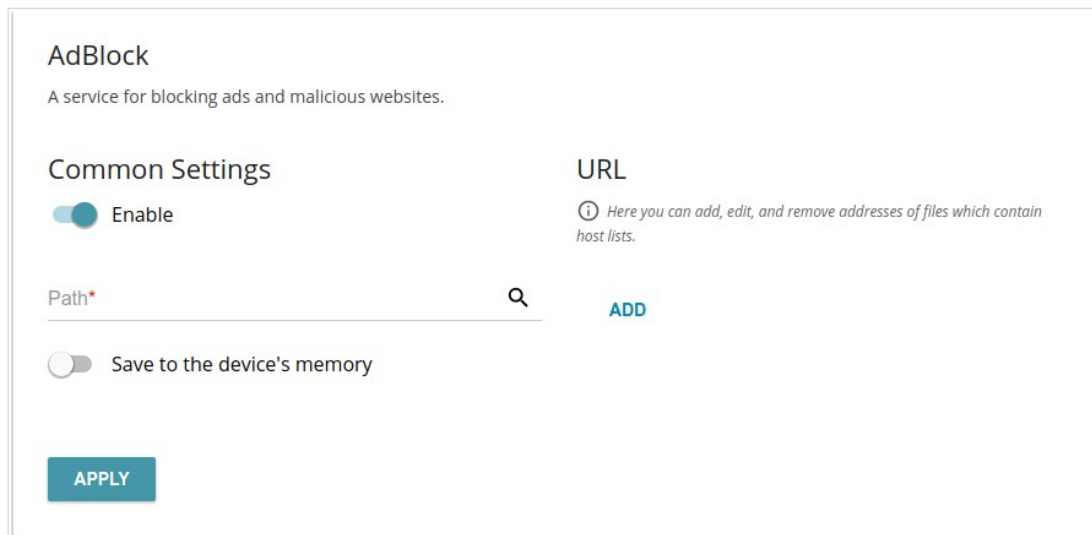 AdBlock
A service for blocking ads and malicious websites.
Common Settings
Enable
Path*
Save to the device's memory
APPLY
URL
Here you can add, edit, and remove addresses of files which contain
host lists.
ADD